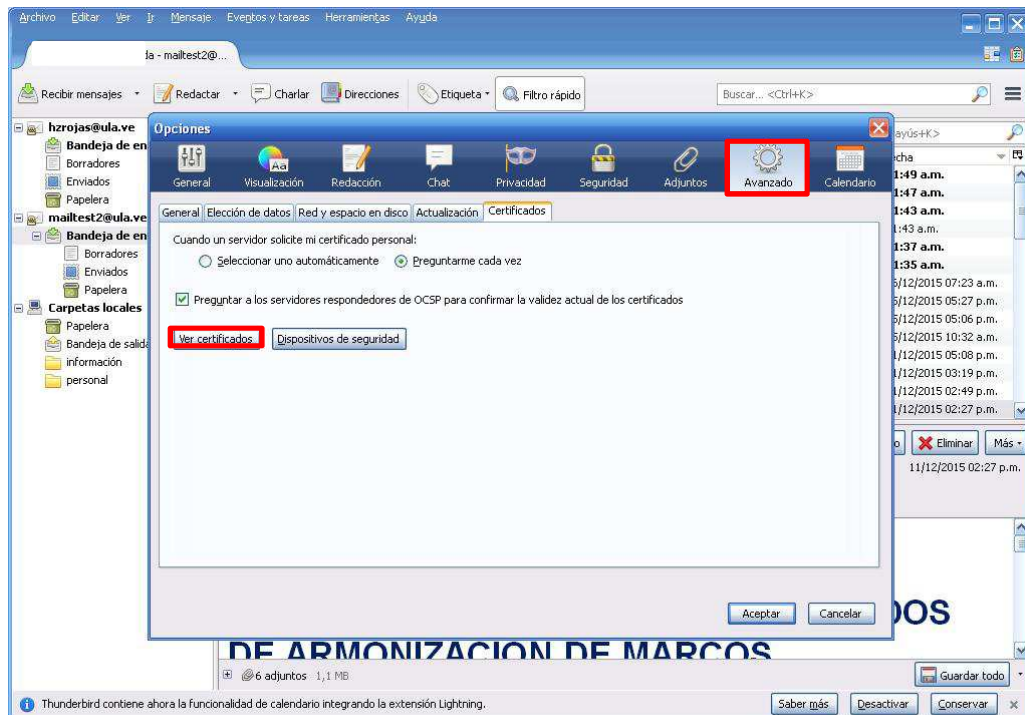 Archivo Editar Ver Ir Mensaje Eventos y tareas Herramientas Ayuda
da - mailtest2@...
Recibir mensajes Redactar Charlar Direcciones Etiqueta Filtro rápido Buscar... <Ctrl+K>
hzrojas@ula.ve
Bandeja de en
Borradores
Enviados
Papelera
mailtest2@ula.ve
Bandeja de en
Borradores
Enviados
Papelera
Carpetas locales
Papelera
Bandeja de salida
información
personal
Opciones
General Visualización Redacción Chat Privacidad Seguridad Adjuntos Avanzado Calendario
General Elección de datos Red y espacio en disco Actualización Certificados
Cuando un servidor solicite mi certificado personal:
Seleccionar uno automáticamente Preguntarme cada vez
Preguntar a los servidores respondedores de OCSP para confirmar la validez actual de los certificados
Ver certificados Dispositivos de seguridad
Aceptar Cancelar
ayús+K>
cha
1:49 a.m.
1:47 a.m.
1:43 a.m.
1:43 a.m.
1:37 a.m.
1:35 a.m.
/12/2015 07:23 a.m.
/12/2015 05:27 p.m.
/12/2015 05:06 p.m.
/12/2015 10:32 a.m.
/12/2015 05:08 p.m.
/12/2015 03:19 p.m.
/12/2015 02:49 p.m.
/12/2015 02:27 p.m.
o Eliminar Más
11/12/2015 02:27 p.m.
DOS
DE ARMONIZACION DE MARCOS
6 adjuntos 1,1 MB Guardar todo
Thunderbird contiene ahora la funcionalidad de calendario integrando la extensión Lightning. Saber más Desactivar Conservar